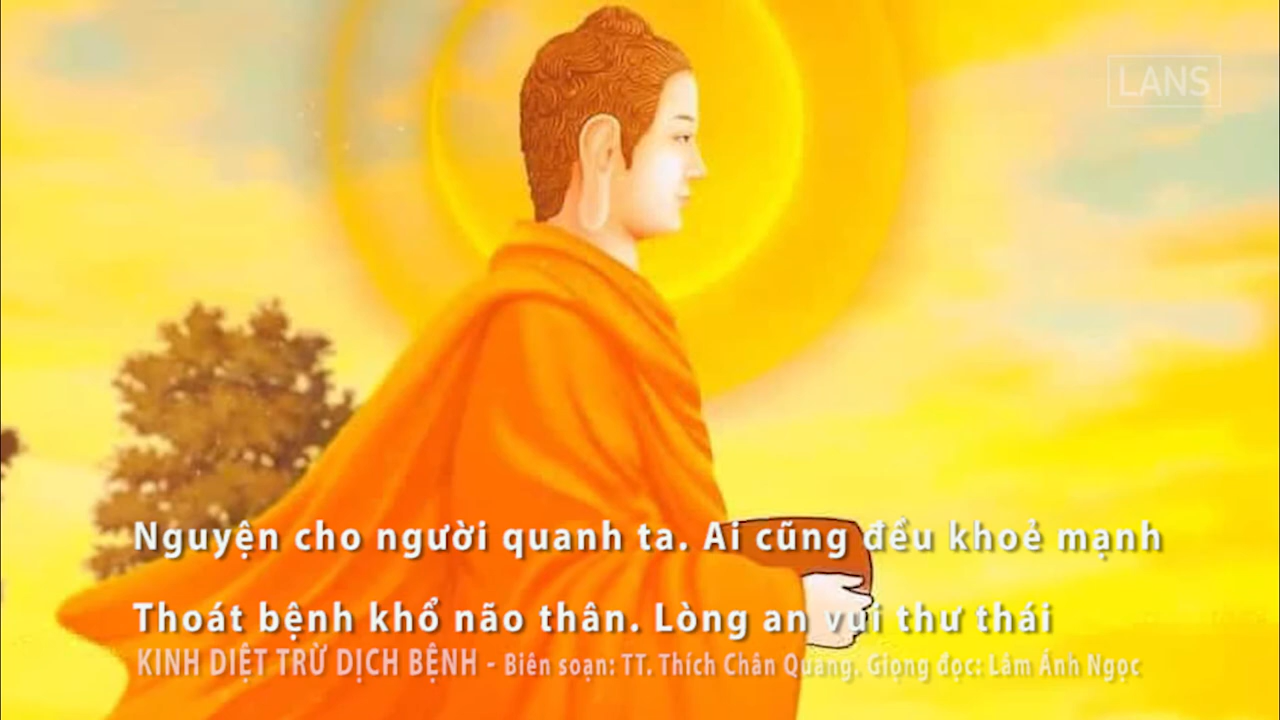 LANS
Nguyện cho người quanh ta. Ai cũng đều khoẻ mạnh
Thoát bệnh khổ não thân. Lòng an vui thư thái
KINH DIỆT TRỪ DỊCH BỆNH - Biên soạn: TT. Thích Chân Quang. Giọng đọc: Lâm Ánh Ngọc